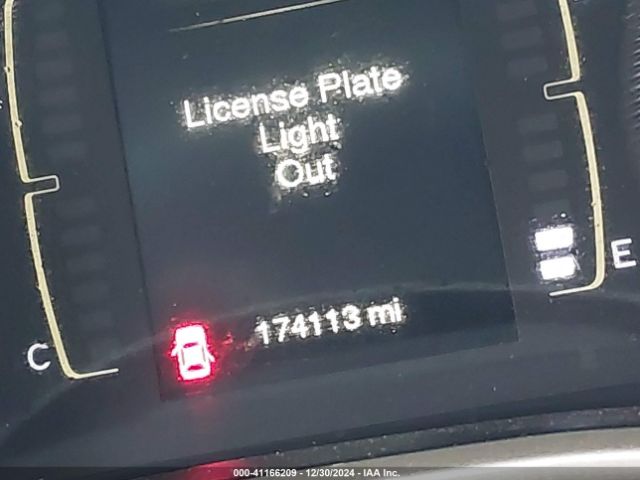 License Plate
Light
Out
E
174113 mi
C
000-41166209 - 12/30/2024 - IAA Inc.